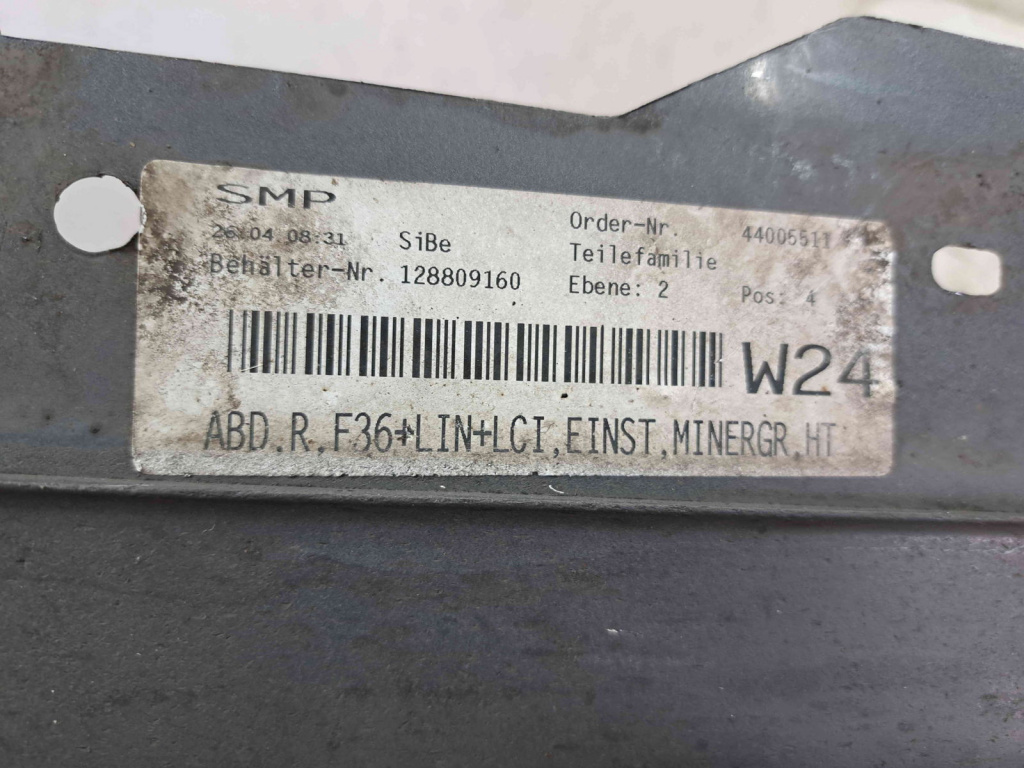 SMP
26.04 08:31 SiBe Order-Nr. 44005511
Teilefamilie
Behälter-Nr. 128809160 Ebene: 2 Pos: 4
W24
ABD.R.F36+LIN+LCI,EINST.MINERGR.HT